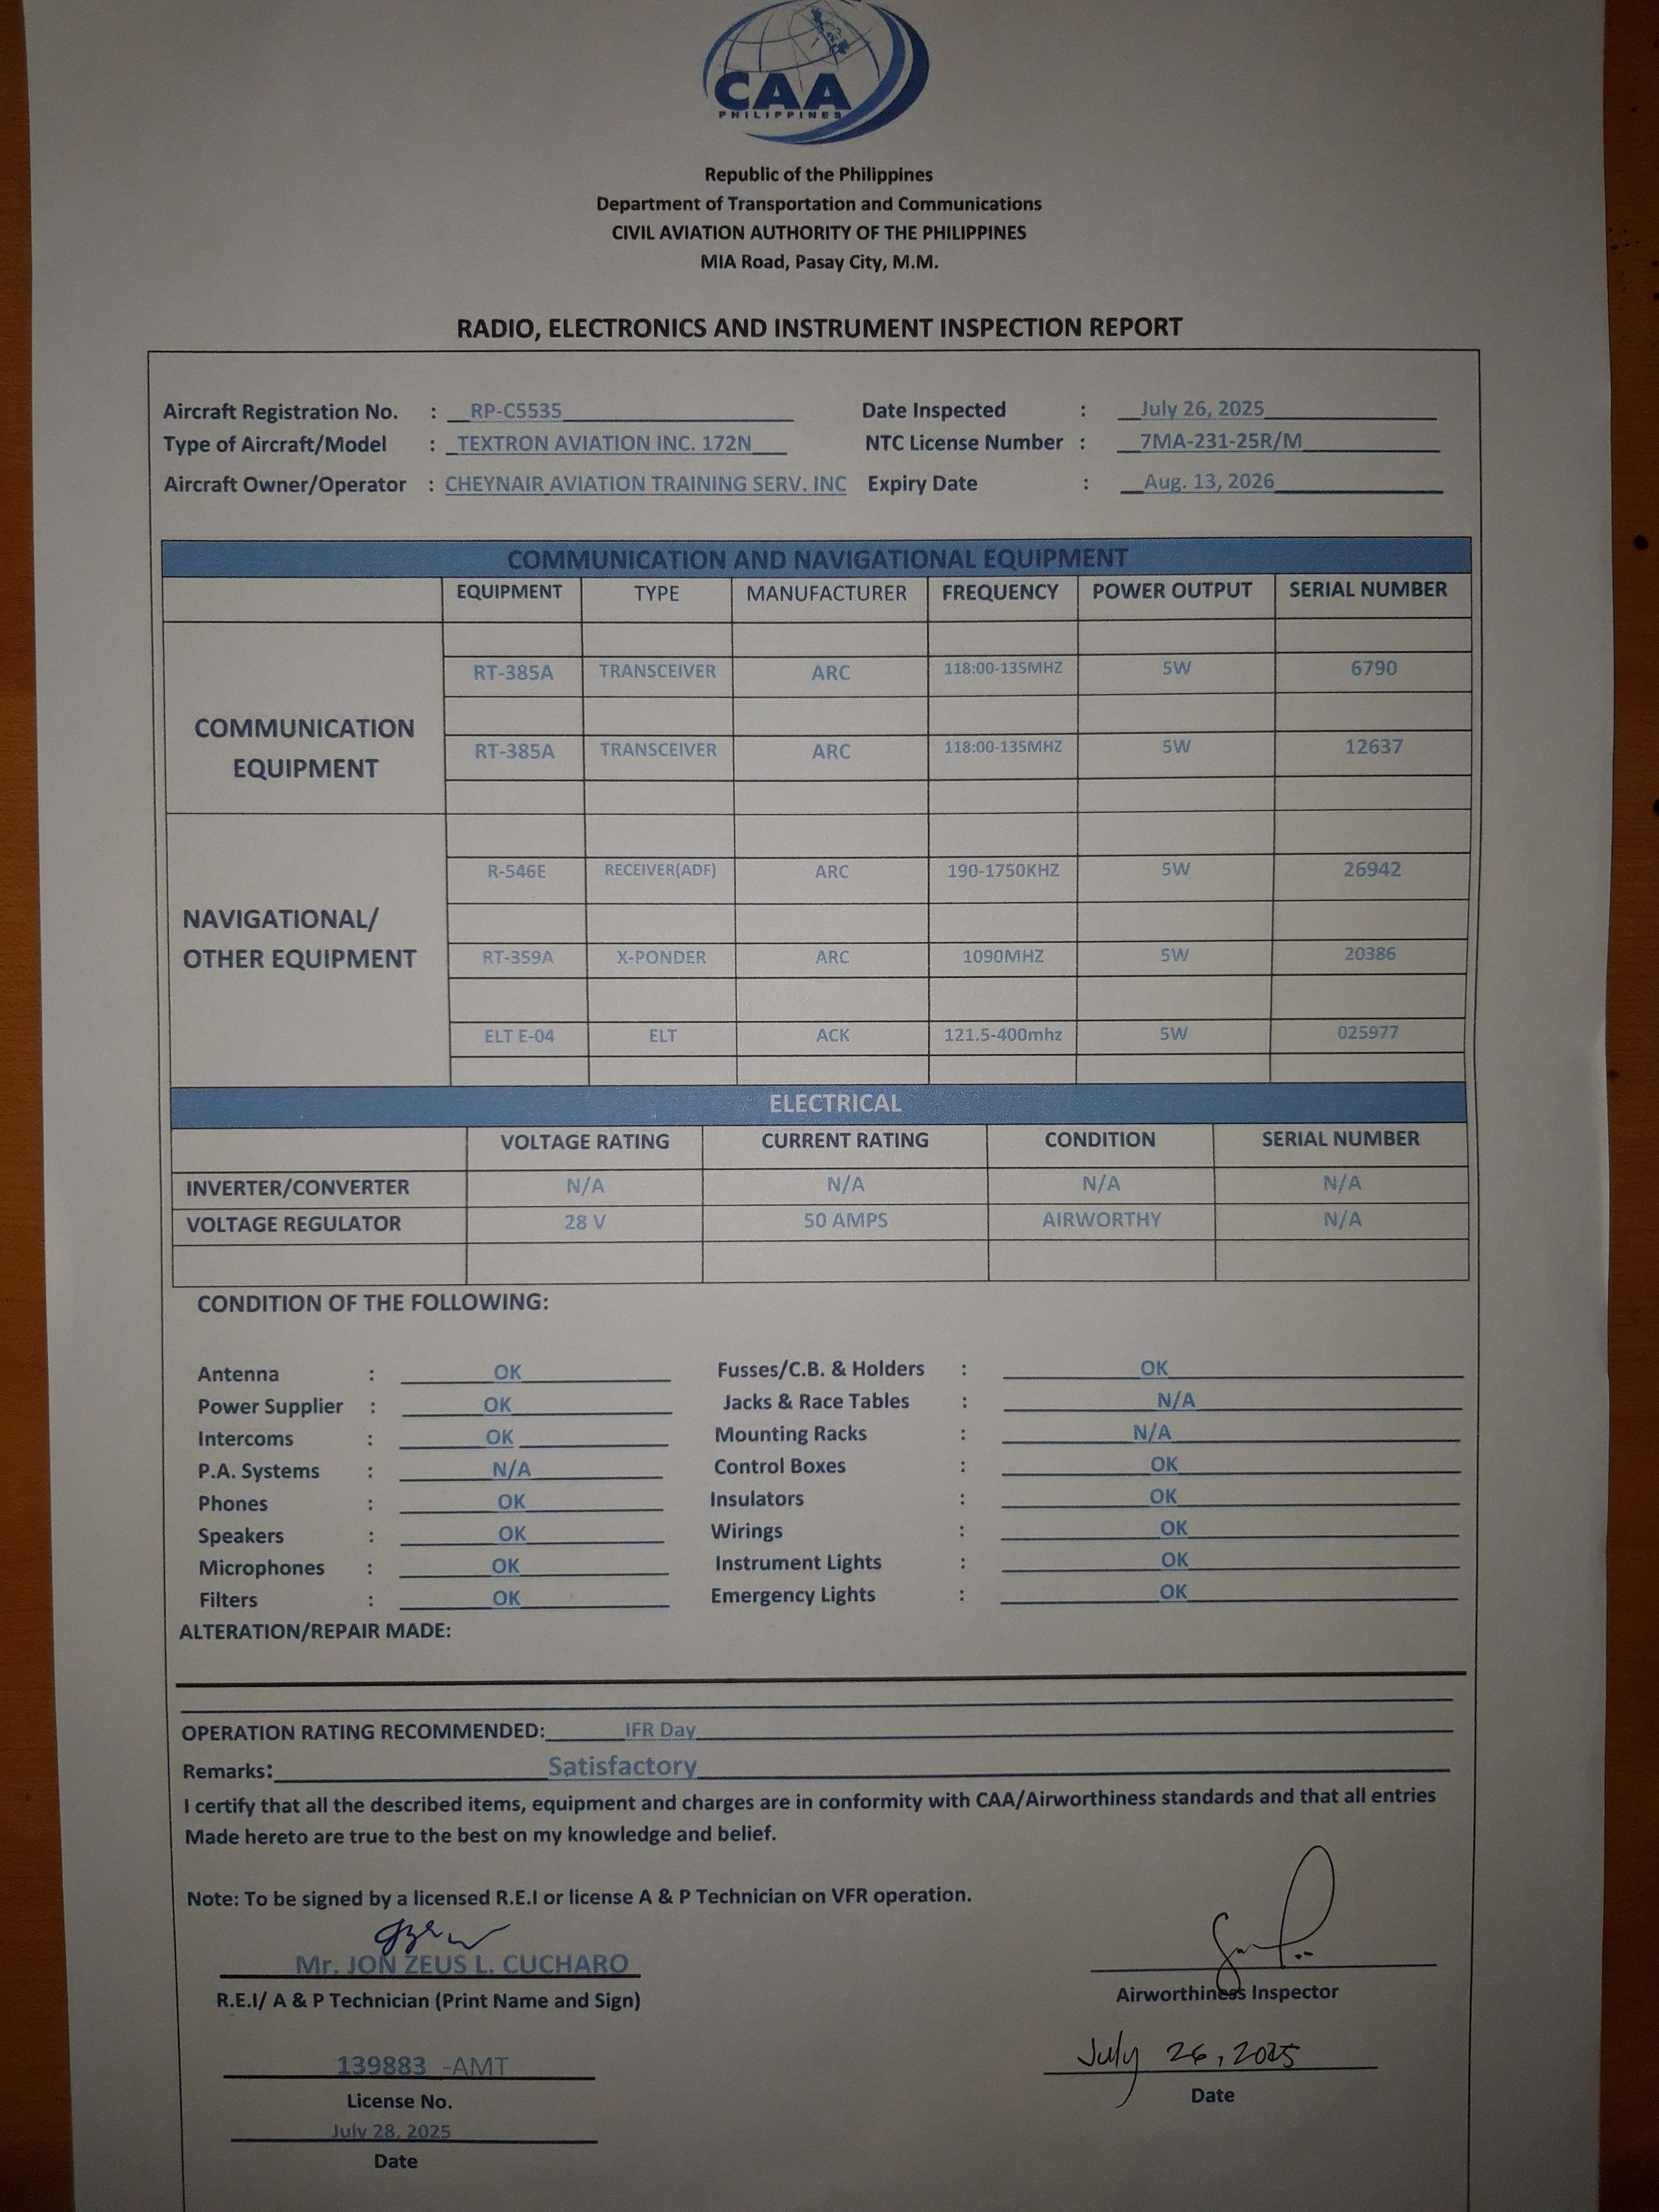 CAA
PHILIPPINES
Republic of the Philippines
Department of Transportation and Communications
CIVIL AVIATION AUTHORITY OF THE PHILIPPINES
MIA Road, Pasay City, M.M.
RADIO, ELECTRONICS AND INSTRUMENT INSPECTION REPORT
Aircraft Registration No. : RP-C5535 Date Inspected : July 26, 2025
Type of Aircraft/Model : TEXTRON AVIATION INC. 172N NTC License Number : 7MA-231-25R/M
Aircraft Owner/Operator : CHEYNAIR AVIATION TRAINING SERV. INC Expiry Date : Aug. 13, 2026
COMMUNICATION AND NAVIGATIONAL EQUIPMENT
EQUIPMENT TYPE MANUFACTURER FREQUENCY POWER OUTPUT SERIAL NUMBER
COMMUNICATION
EQUIPMENT
RT-385A TRANSCEIVER ARC 118:00-135MHZ 5W 6790
RT-385A TRANSCEIVER ARC 118:00-135MHZ 5W 12637
NAVIGATIONAL/
OTHER EQUIPMENT
R-546E RECEIVER(ADF) ARC 190-1750KHZ 5W 26942
RT-359A X-PONDER ARC 1090MHZ 5W 20386
ELT E-04 ELT ACK 121.5-400mhz 5W 025977
ELECTRICAL
VOLTAGE RATING CURRENT RATING CONDITION SERIAL NUMBER
INVERTER/CONVERTER N/A N/A N/A N/A
VOLTAGE REGULATOR 28 V 50 AMPS AIRWORTHY N/A
CONDITION OF THE FOLLOWING:
Antenna : OK Fusses/C.B. & Holders : OK
Power Supplier : OK Jacks & Race Tables : N/A
Intercoms : OK Mounting Racks : N/A
P.A. Systems : N/A Control Boxes : OK
Phones : OK Insulators : OK
Speakers : OK Wirings : OK
Microphones : OK Instrument Lights : OK
Filters : OK Emergency Lights : OK
ALTERATION/REPAIR MADE:
OPERATION RATING RECOMMENDED: IFR Day
Remarks: Satisfactory
I certify that all the described items, equipment and charges are in conformity with CAA/Airworthiness standards and that all entries
Made hereto are true to the best on my knowledge and belief.
Note: To be signed by a licensed R.E.I or license A & P Technician on VFR operation.
Mr. JON ZEUS L. CUCHARO
R.E.I/ A & P Technician (Print Name and Sign)
Airworthiness Inspector
139883 -AMT
License No.
July 26, 2025
Date
July 28, 2025
Date